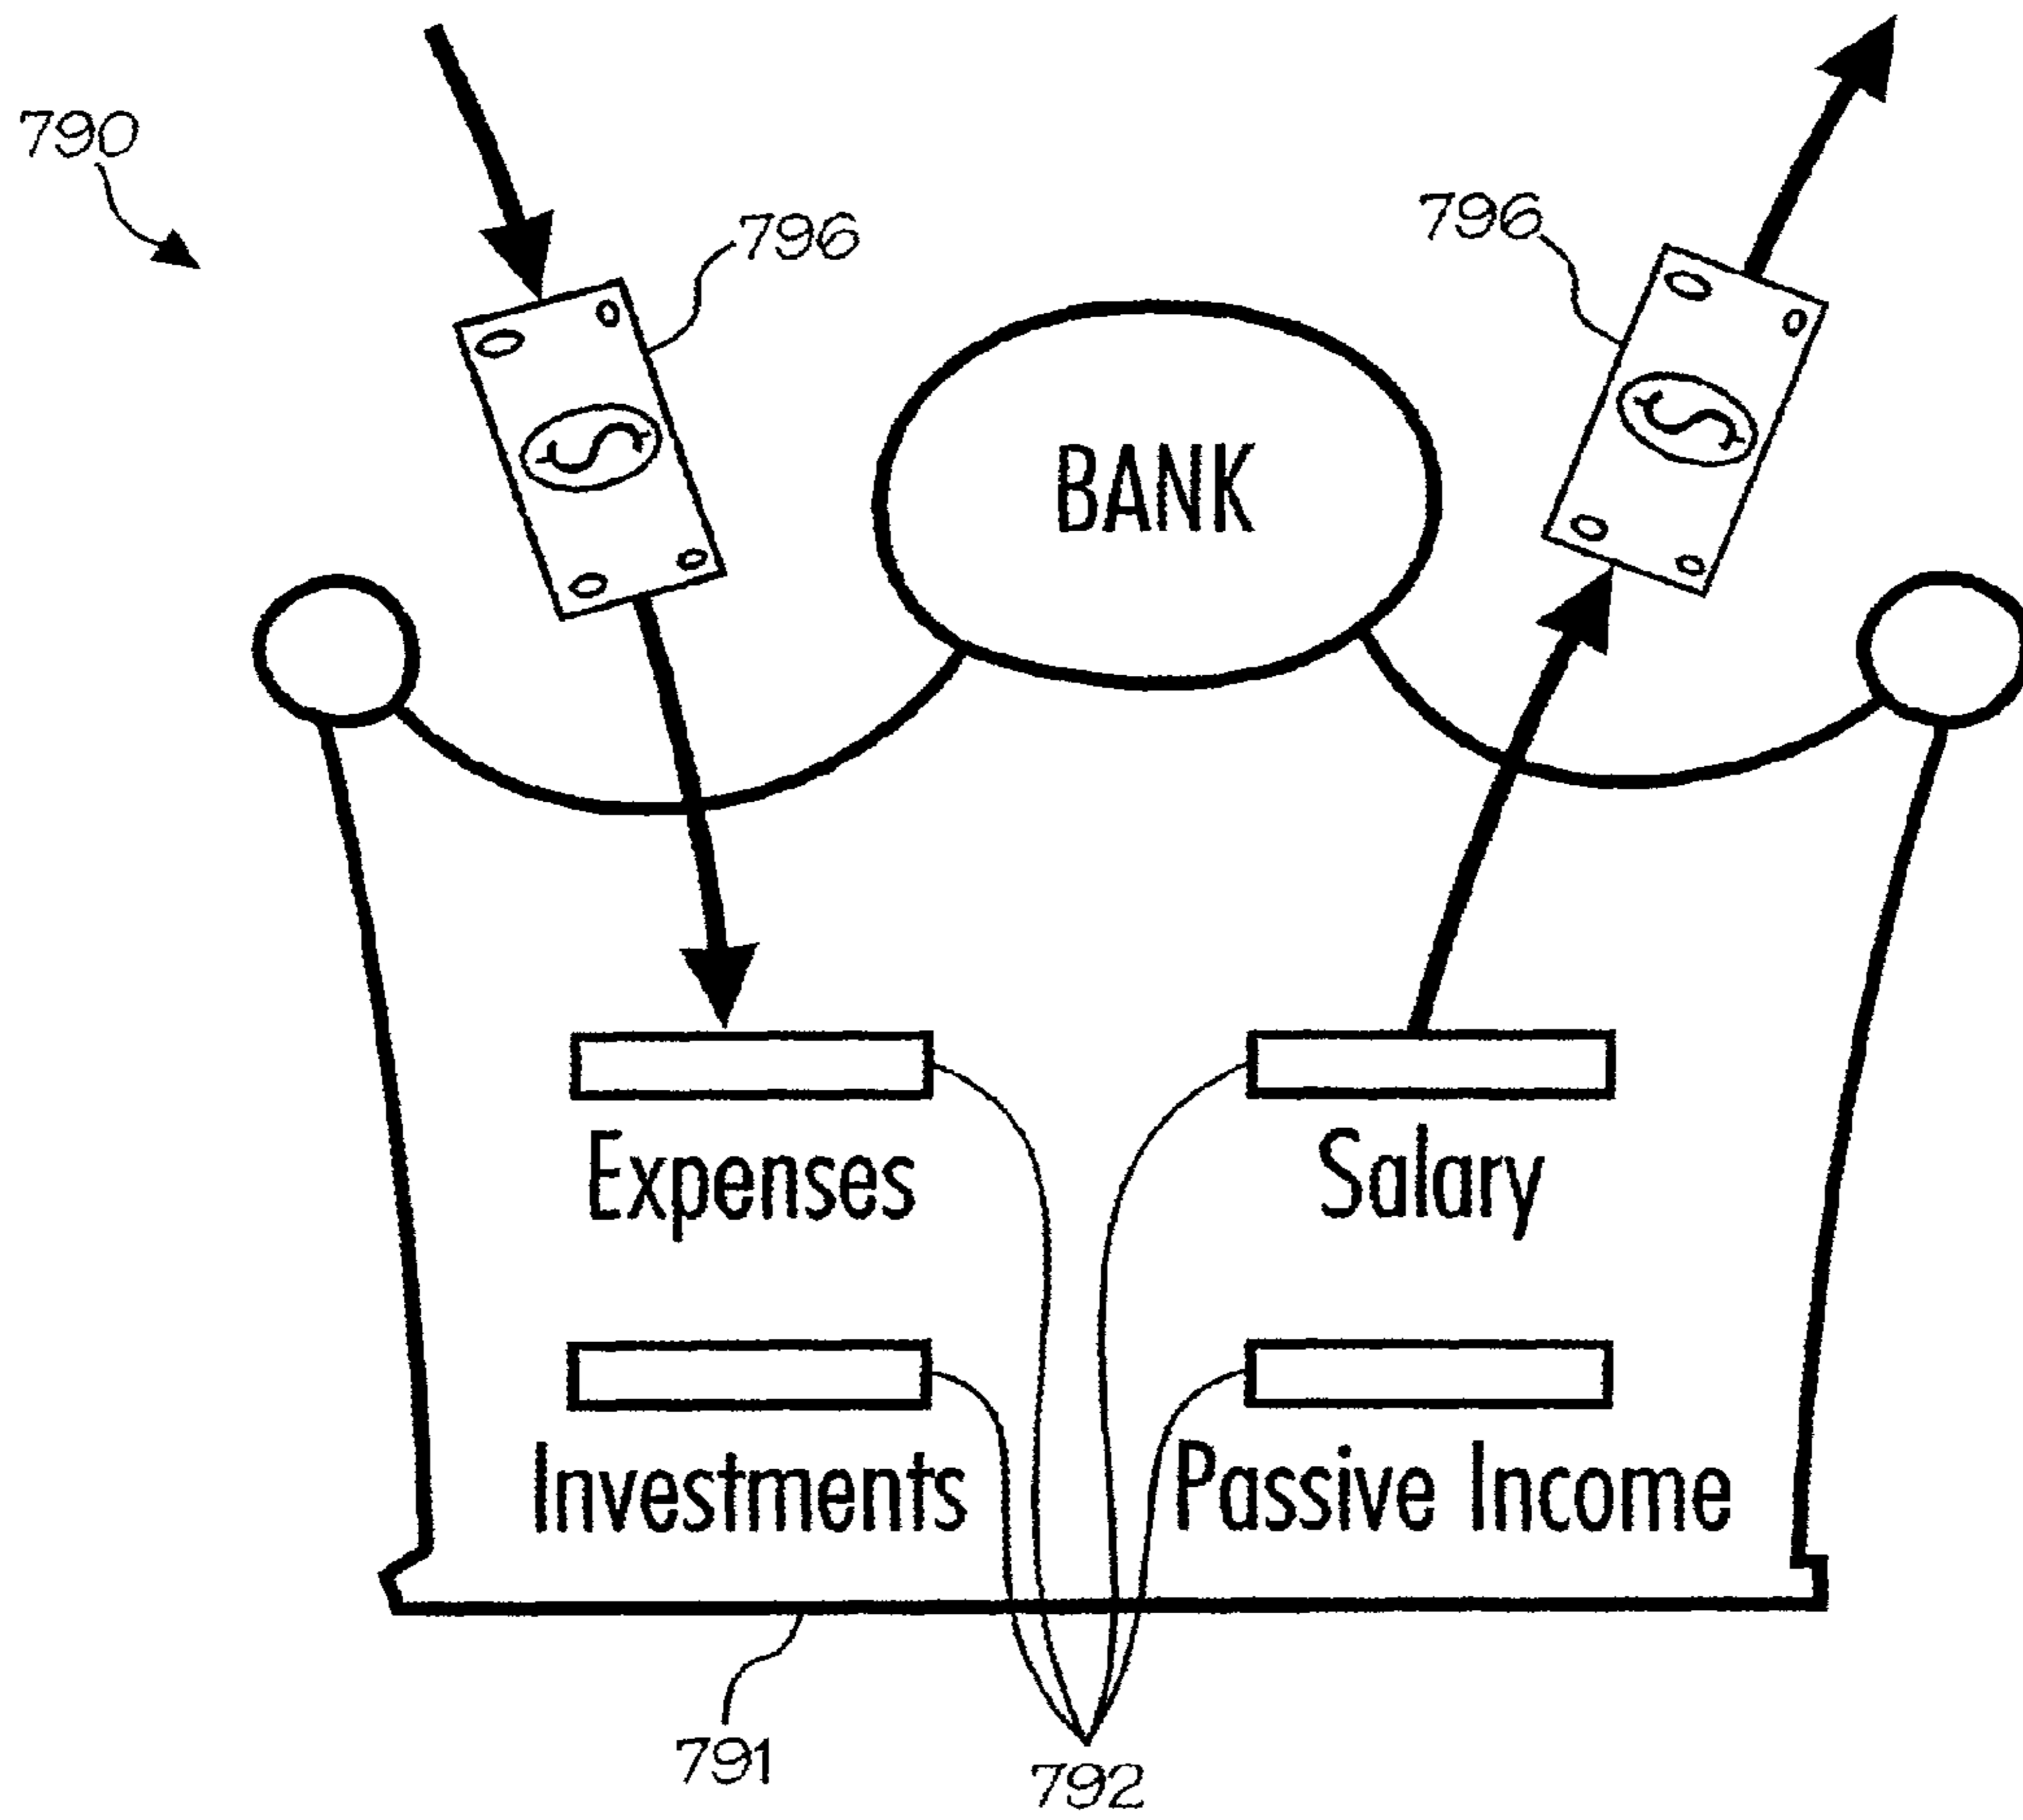 790
796
796
BANK
$
$
Expenses
Salary
Investments
Passive Income
791
792